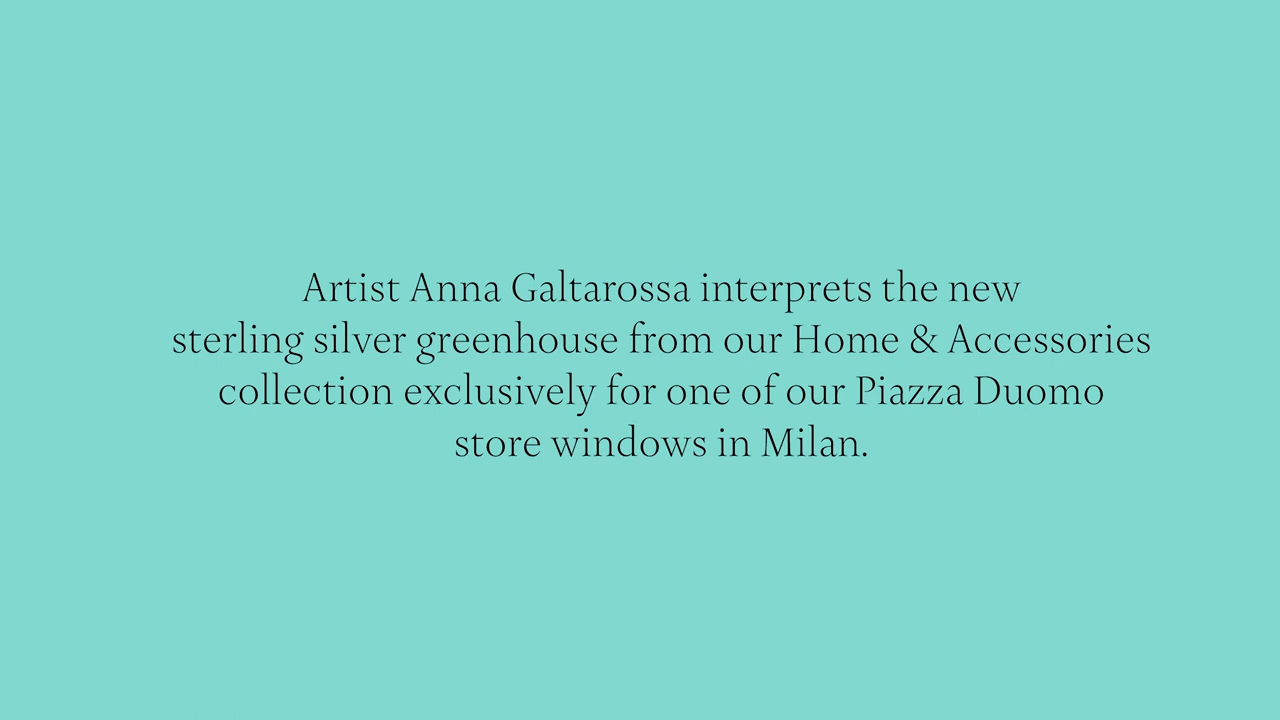 Artist Anna Galtarossa interprets the new
sterling silver greenhouse from our Home & Accessories
collection exclusively for one of our Piazza Duomo
store windows in Milan.